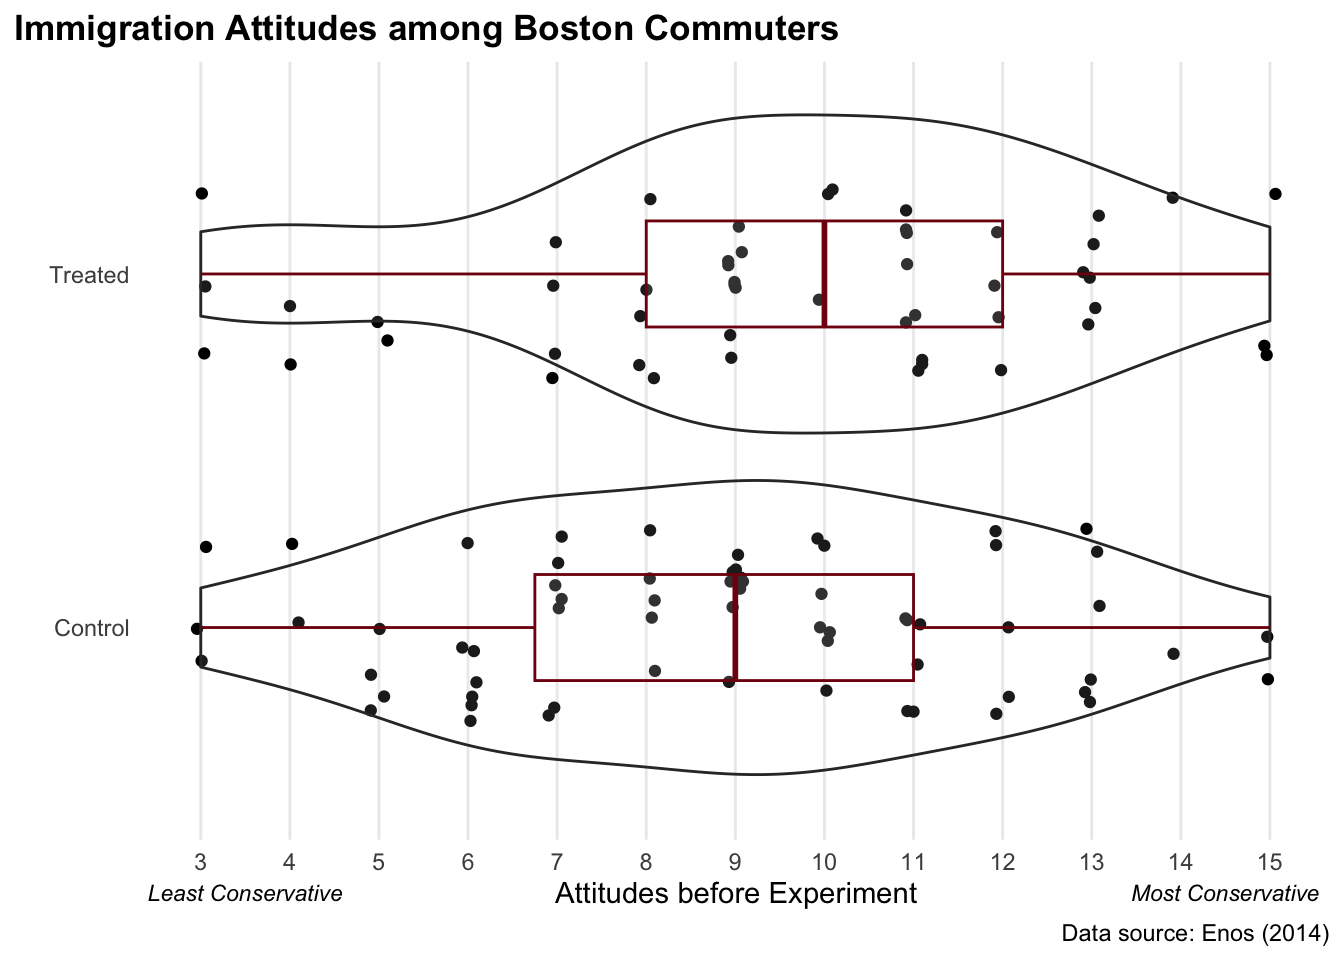 Immigration Attitudes among Boston Commuters
Treated
Control
3 4 5 6 7 8 9 10 11 12 13 14 15
Least Conservative Attitudes before Experiment Most Conservative
Data source: Enos (2014)